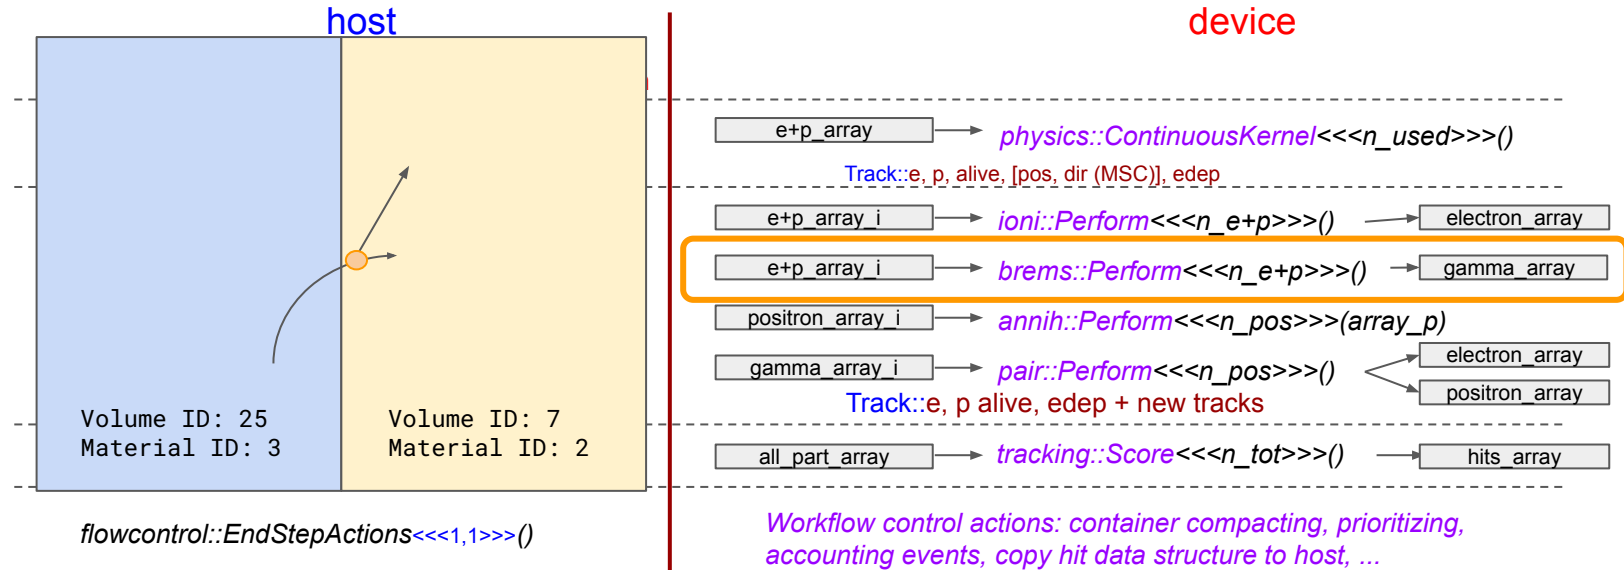 host
device
e+p_array
physics::ContinuousKernel<<<n_used>>>()
Track::e, p, alive, [pos, dir (MSC)], edep
e+p_array_i
ioni::Perform<<<n_e+p>>>()
electron_array
e+p_array_i
brems::Perform<<<n_e+p>>>()
gamma_array
positron_array_i
annih::Perform<<<n_pos>>>(array_p)
gamma_array_i
pair::Perform<<<n_pos>>>()
electron_array
positron_array
Track::e, p alive, edep + new tracks
Volume ID: 25
Material ID: 3
Volume ID: 7
Material ID: 2
all_part_array
tracking::Score<<<n_tot>>>()
hits_array
flowcontrol::EndStepActions<<<1,1>>>()
Workflow control actions: container compacting, prioritizing,
accounting events, copy hit data structure to host, ...